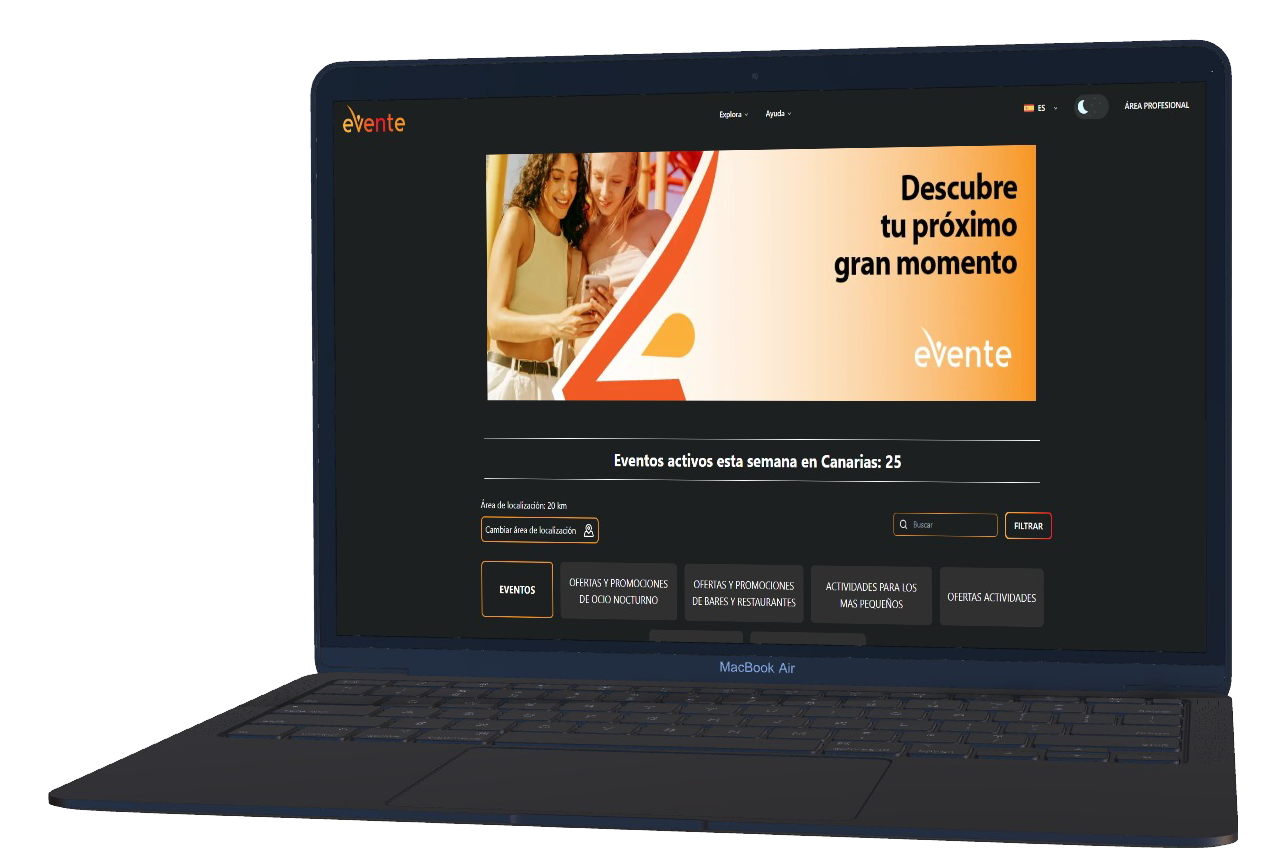 evente
Explora
Ayuda
ES
ÁREA PROFESIONAL
Descubre
tu próximo
gran momento
evente
Eventos activos esta semana en Canarias: 25
Área de localización: 20 km
Cambiar área de localización
Buscar
FILTRAR
EVENTOS
OFERTAS Y PROMOCIONES
DE OCIO NOCTURNO
OFERTAS Y PROMOCIONES
DE BARES Y RESTAURANTES
ACTIVIDADES PARA LOS
MAS PEQUEÑOS
OFERTAS ACTIVIDADES
MacBook Air